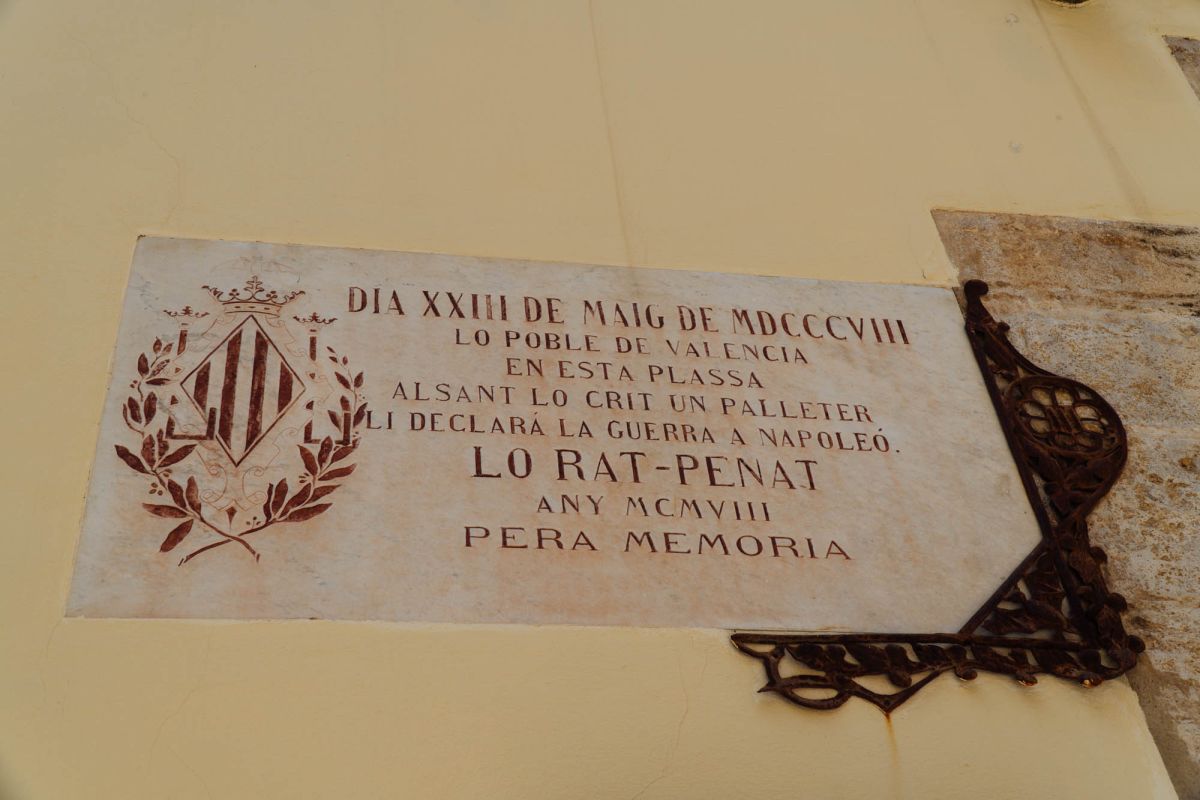 DIA XXIII DE MAIG DE MDCCCVIII
LO POBLE DE VALENCIA
EN ESTA PLASSA
ALSANT LO CRIT UN PALLETER
LI DECLARÁ LA GUERRA A NAPOLEÓ.
LO RAT-PENAT
ANY MCMVIII
PERA MEMORIA